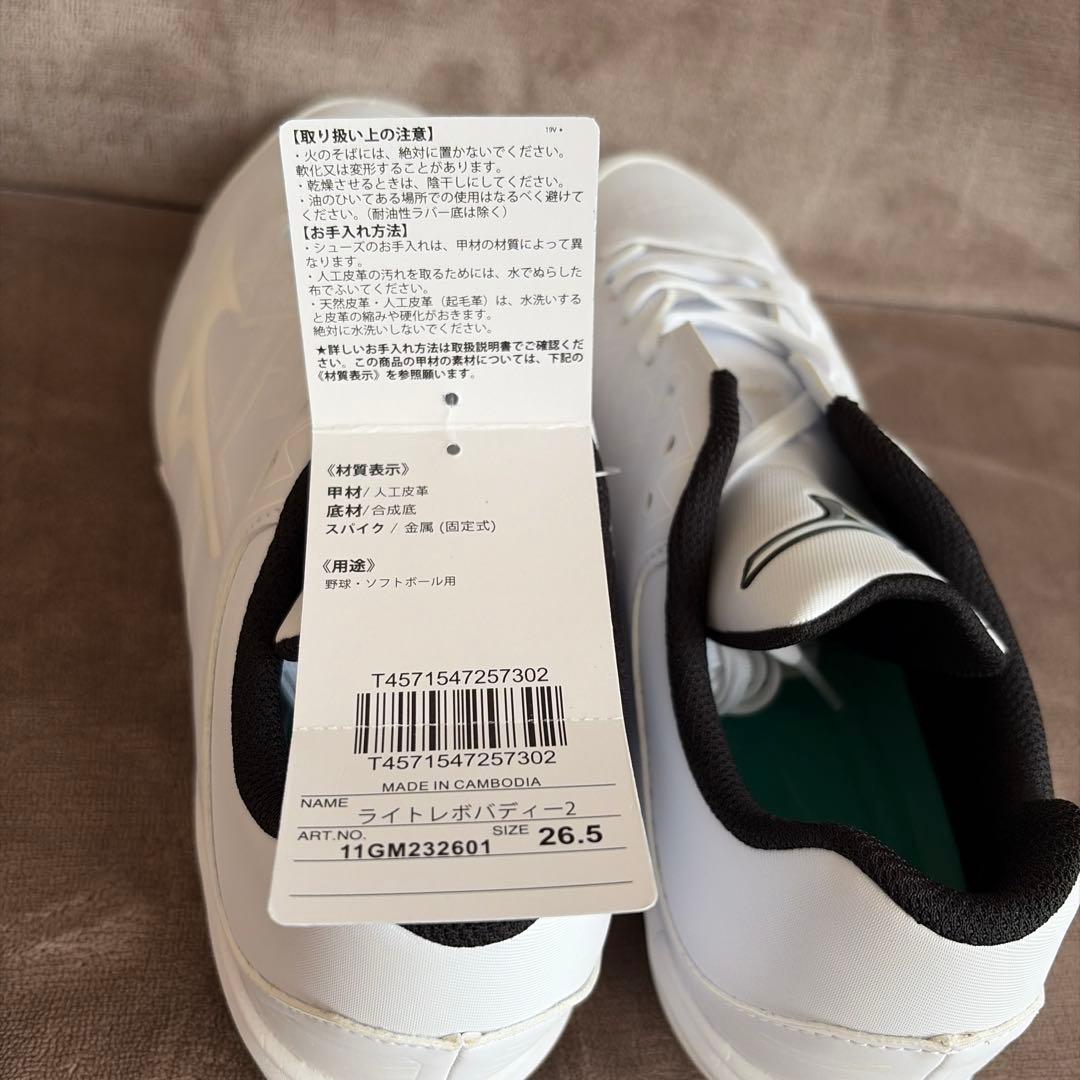 【取り扱い上の注意】
19V
・火のそばには、絶対に置かないでください。
軟化又は変形することがあります。
・乾燥させるときは、陰干しにしてください。
・油のひいてある場所での使用はなるべく避けて
ください。（耐油性ラバー底は除く）
【お手入れ方法】
・シューズのお手入れは、甲材の材質によって異
なります。
・人工皮革の汚れを取るためには、水でぬらした
布でふいてください。
・天然皮革・人工皮革（起毛革）は、水洗いする
と皮革の縮みや硬化がおきます。
絶対に水洗いしないでください。
★詳しいお手入れ方法は取扱説明書でご確認くだ
さい。この商品の甲材の素材については、下記の
《材質表示》を参照願います。
《材質表示》
甲材/人工皮革
底材/合成底
スパイク / 金属 (固定式)
《用途》
野球・ソフトボール用
T4571547257302
T4571547257302
MADE IN CAMBODIA
NAME ライトレボバディー2
ART.NO. 11GM232601 SIZE 26.5